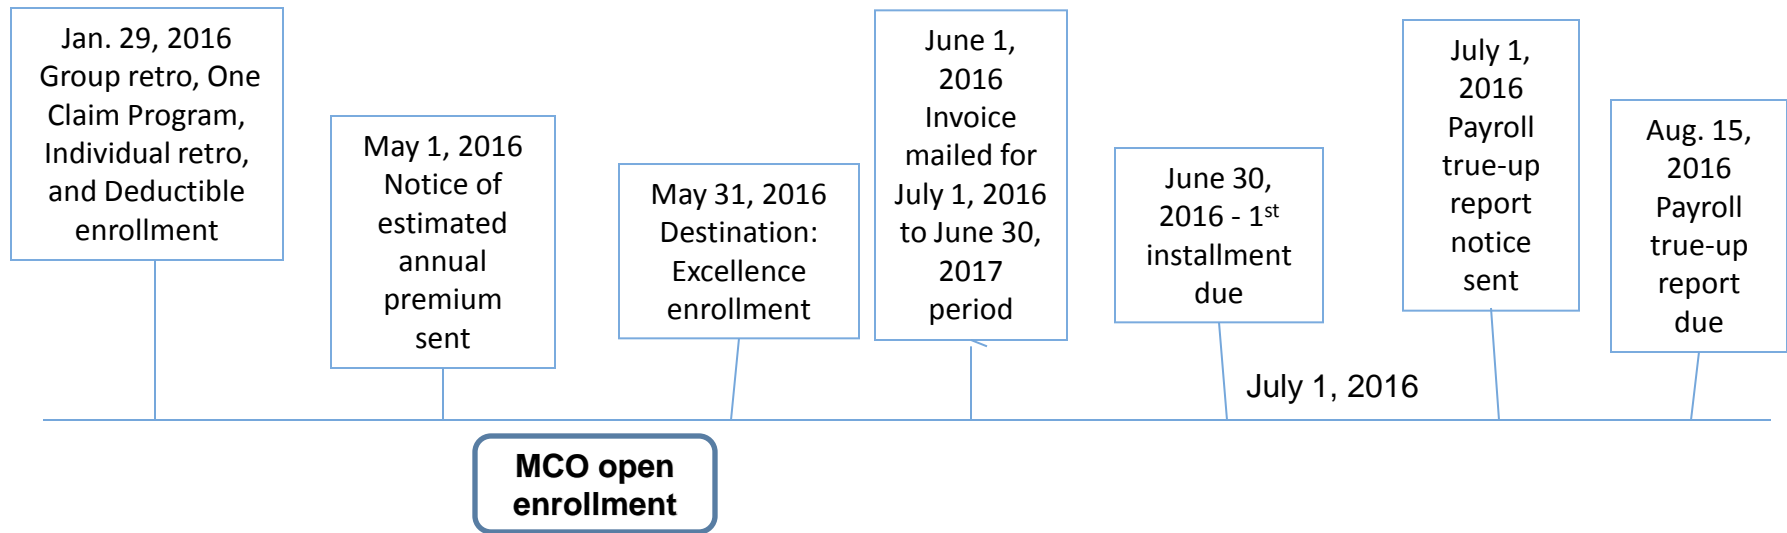 Jan. 29, 2016
Group retro, One
Claim Program,
Individual retro,
and Deductible
enrollment
May 1, 2016
Notice of
estimated
annual
premium
sent
May 31, 2016
Destination:
Excellence
enrollment
June 1,
2016
Invoice
mailed for
July 1, 2016
to June 30,
2017
period
June 30,
2016 - 1st
installment
due
July 1,
2016
Payroll
true-up
report
notice
sent
Aug. 15,
2016
Payroll
true-up
report
due
July 1, 2016
MCO open
enrollment